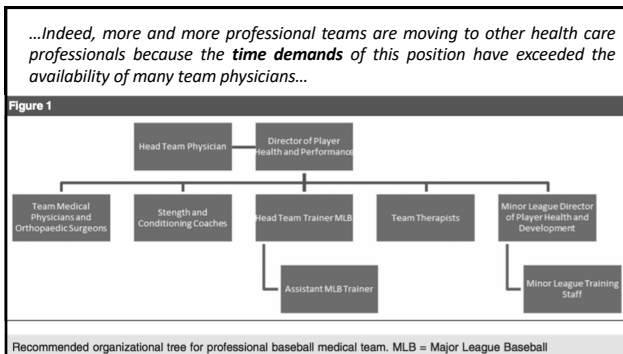 ...Indeed, more and more professional teams are moving to other health care
professionals because the time demands of this position have exceeded the
availability of many team physicians...
Figure 1
Head Team Physician
Director of Player
Health and Performance
Team Medical
Physicians and
Orthopaedic Surgeons
Stength and
Conditioning Coaches
Head Team Trainer MLB
Team Therapists
Minor League Director
of Player Health and
Development
Assistant MLB Trainer
Minor League Training
Staff
Recommended organizational tree for professional baseball medical team. MLB = Major League Baseball